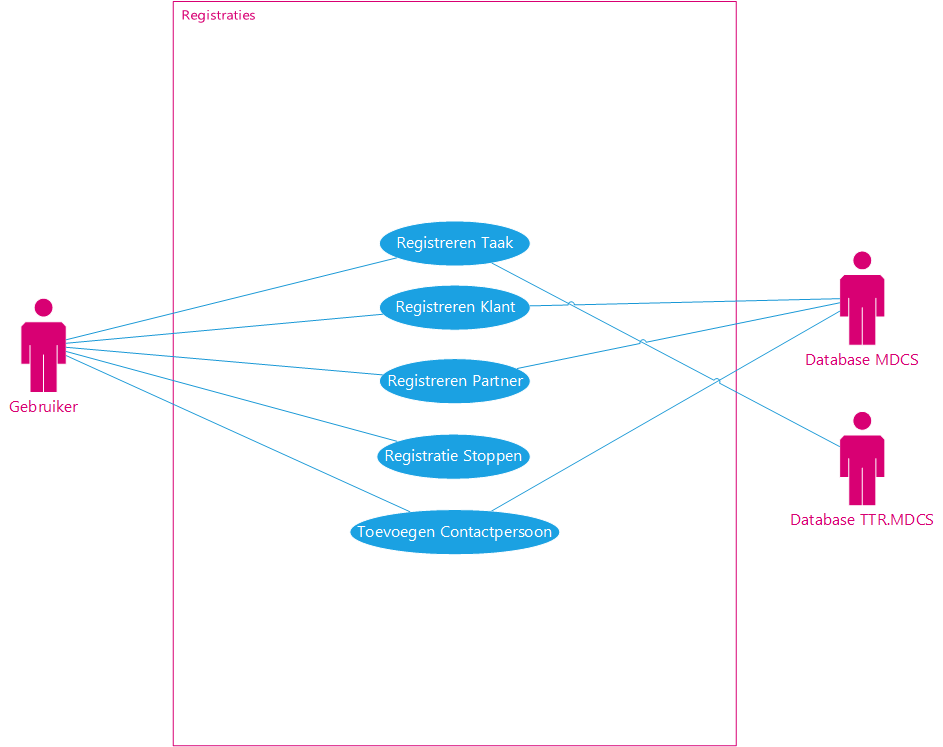 Registraties
Registreren Taak
Registreren Klant
Registreren Partner
Registratie Stoppen
Toevoegen Contactpersoon
Gebruiker
Database MDCS
Database TTR.MDCS